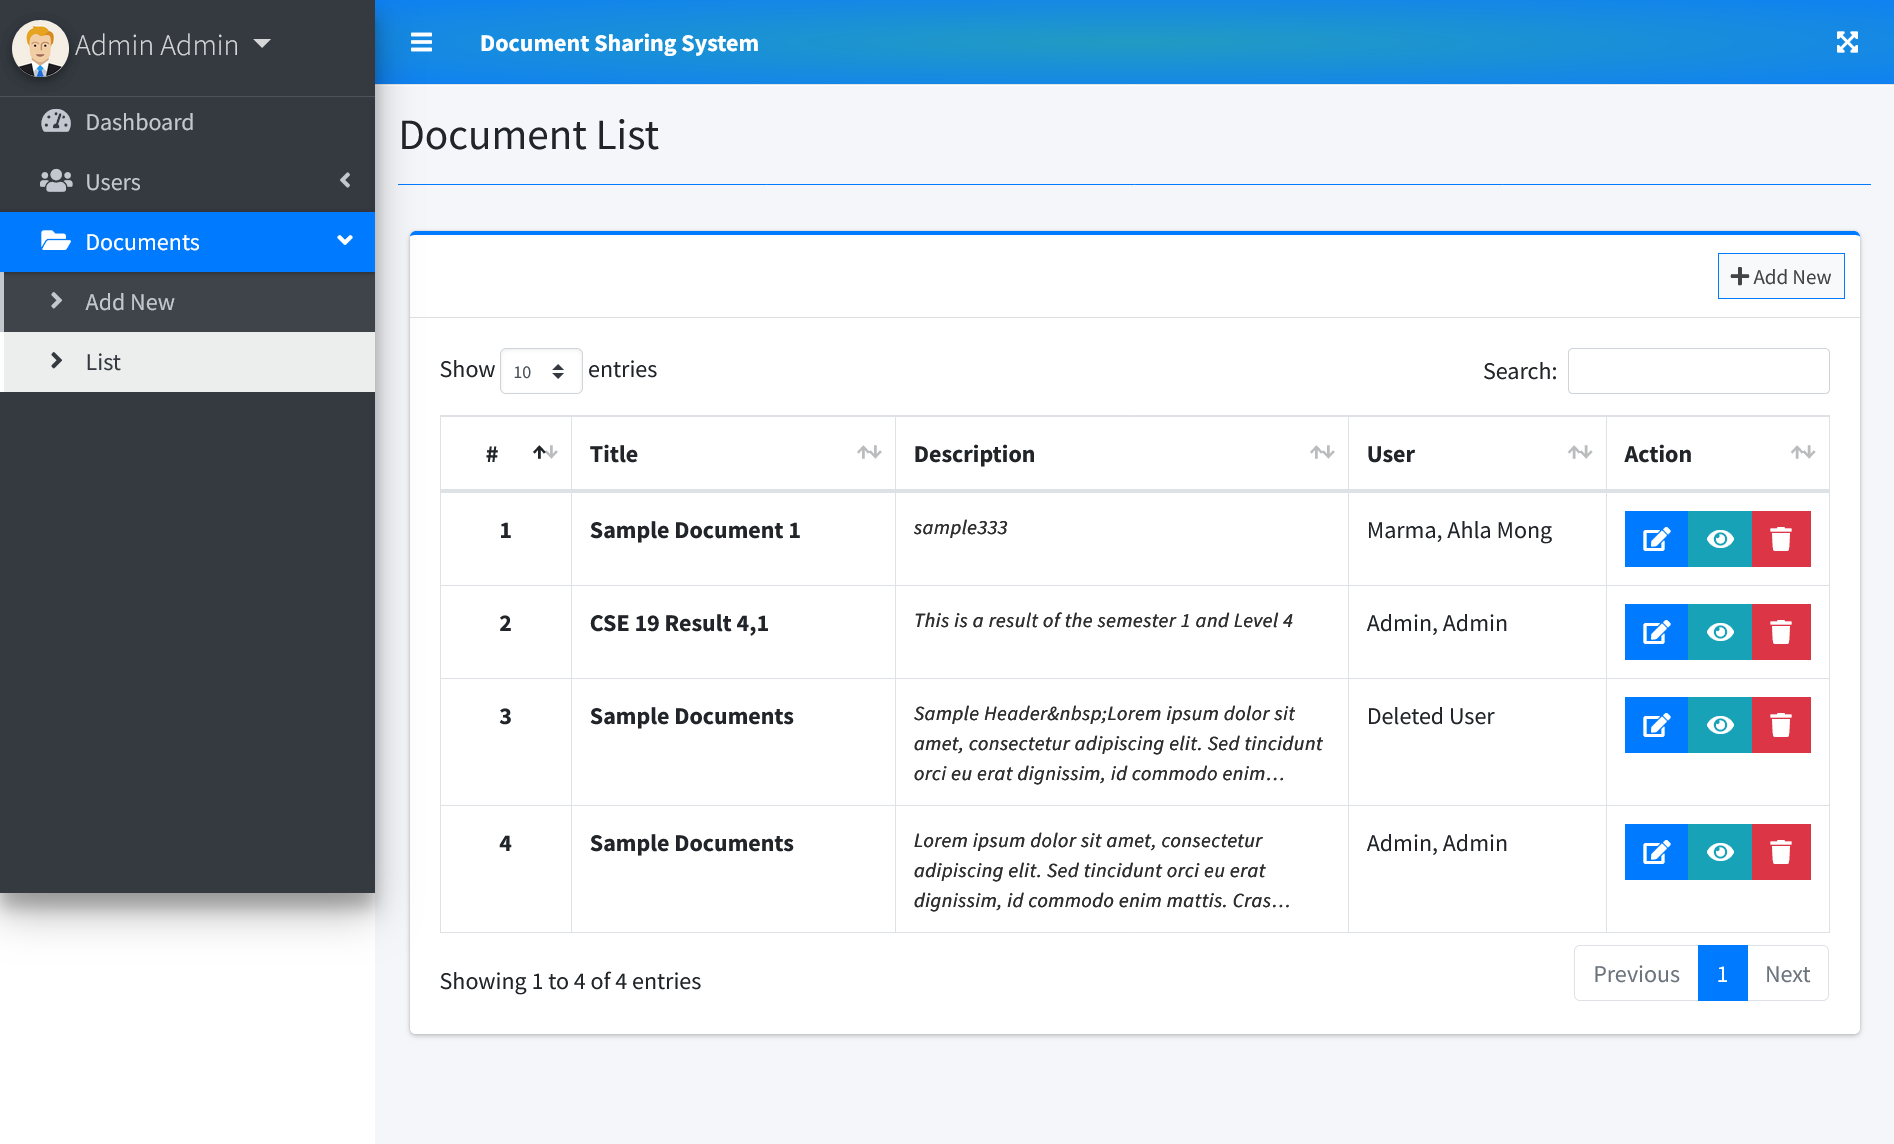 Admin Admin
Document Sharing System
Dashboard
Users
Documents
Add New
List
Document List
Add New
Show 10 entries
Search:
# Title Description User Action
1 Sample Document 1 sample333 Marma, Ahla Mong
2 CSE 19 Result 4,1 This is a result of the semester 1 and Level 4 Admin, Admin
3 Sample Documents Sample Header&nbsp;Lorem ipsum dolor sit Deleted User
amet, consectetur adipiscing elit. Sed tincidunt
orci eu erat dignissim, id commodo enim...
4 Sample Documents Lorem ipsum dolor sit amet, consectetur Admin, Admin
adipiscing elit. Sed tincidunt orci eu erat
dignissim, id commodo enim mattis. Cras...
Showing 1 to 4 of 4 entries
Previous 1 Next